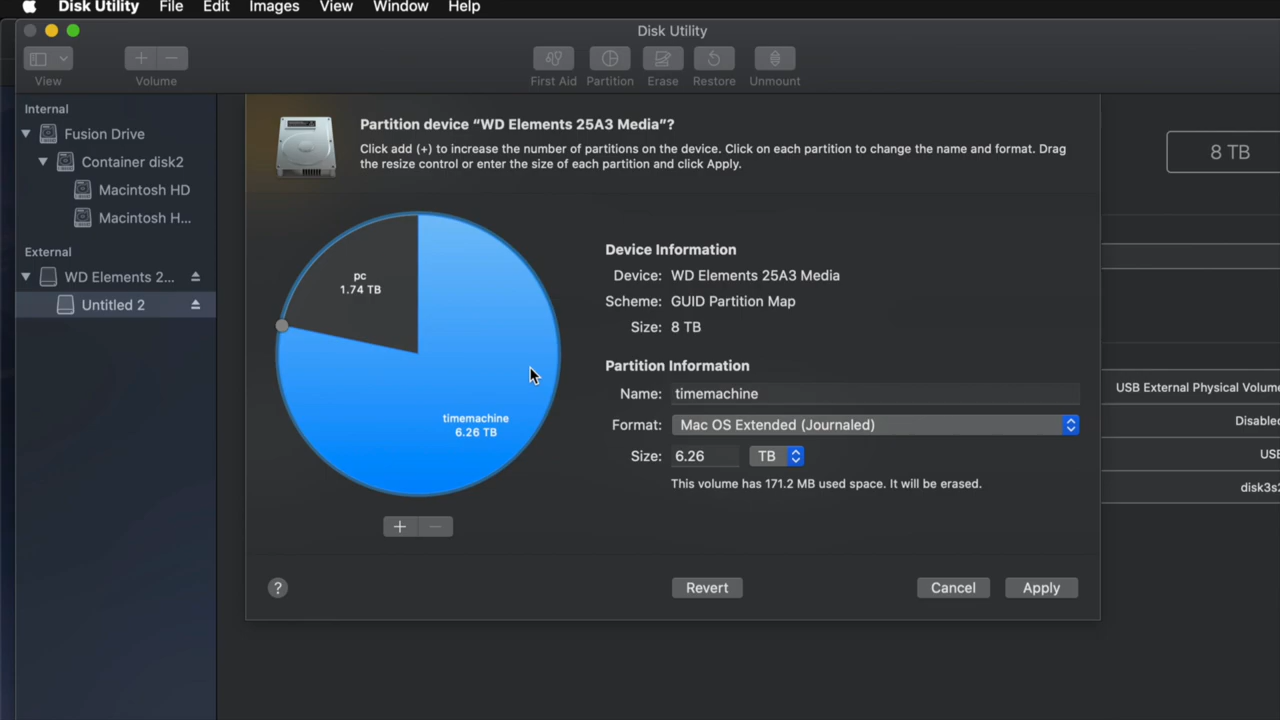 Disk Utility File Edit Images View Window Help
Disk Utility
View Volume First Aid Partition Erase Restore Unmount
Internal
Fusion Drive
Container disk2
Macintosh HD
Macintosh H...
External
WD Elements 2...
Untitled 2
Partition device “WD Elements 25A3 Media”?
Click add (+) to increase the number of partitions on the device. Click on each partition to change the name and format. Drag
the resize control or enter the size of each partition and click Apply.
pc
1.74 TB
timemachine
6.26 TB
+ −
Device Information
Device: WD Elements 25A3 Media
Scheme: GUID Partition Map
Size: 8 TB
Partition Information
Name: timemachine
Format: Mac OS Extended (Journaled)
Size: 6.26 TB
This volume has 171.2 MB used space. It will be erased.
? Revert Cancel Apply
8 TB
USB External Physical Volume
Disabled
USB
disk3s2